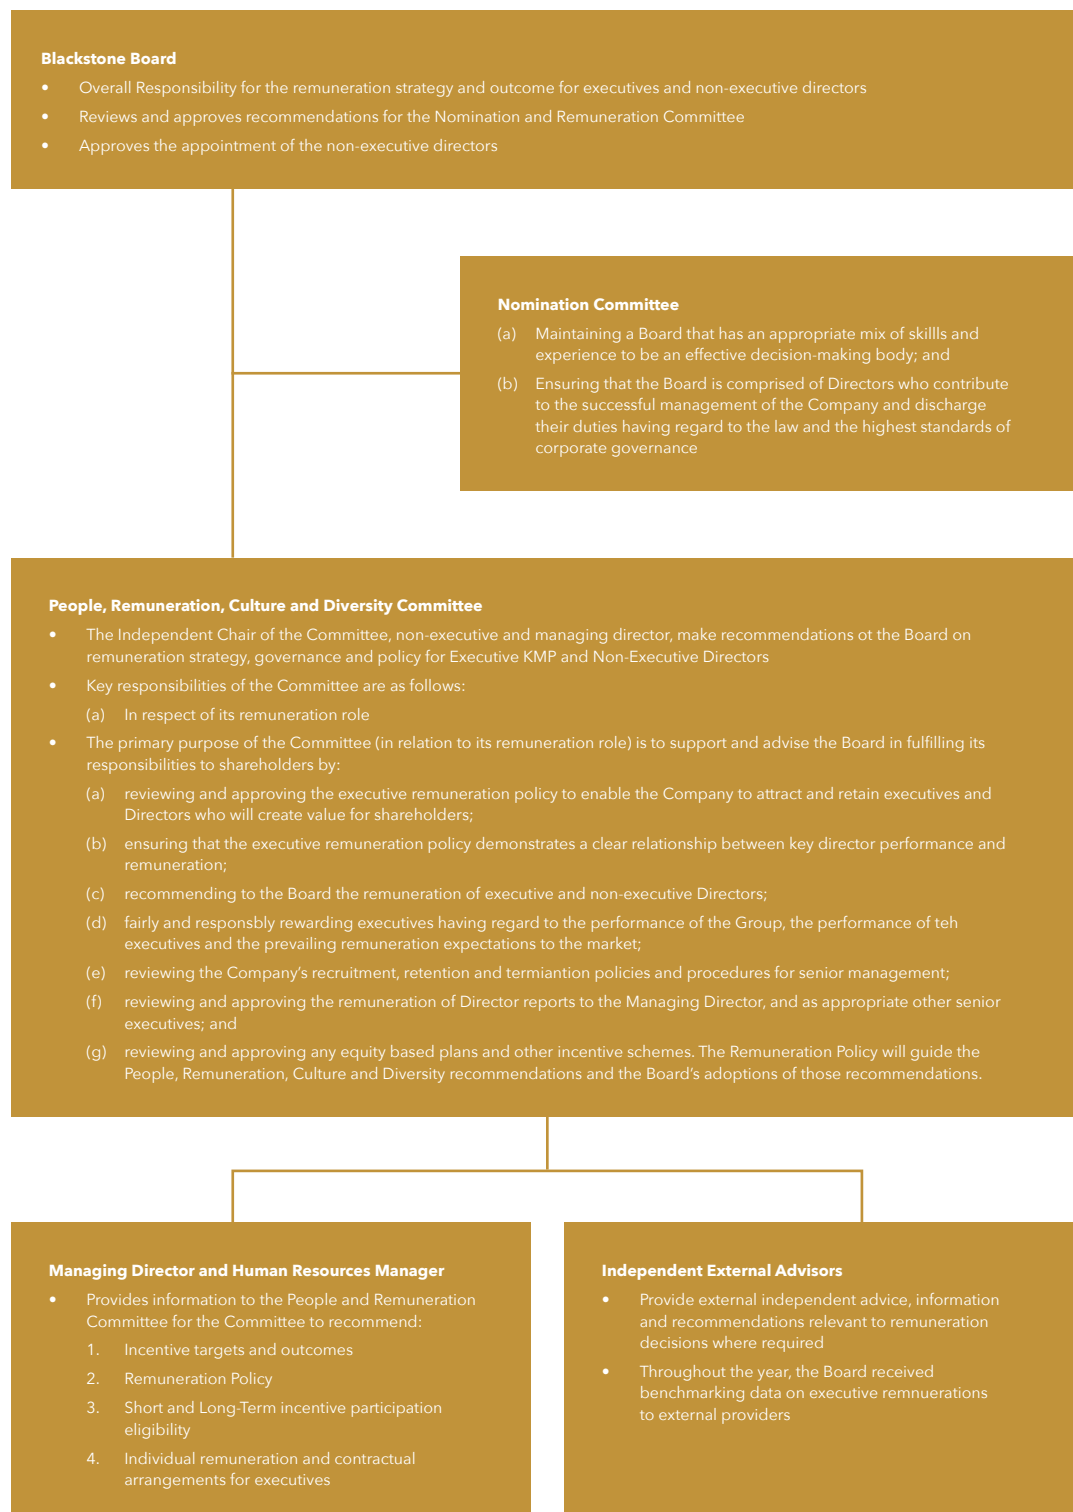 Blackstone Board
• Overall Responsibility for the remuneration strategy and outcome for executives and non-executive directors
• Reviews and approves recommendations for the Nomination and Remuneration Committee
• Approves the appointment of the non-executive directors
Nomination Committee
(a) Maintaining a Board that has an appropriate mix of skillls and
experience to be an effective decision-making body; and
(b) Ensuring that the Board is comprised of Directors who contribute
to the successful management of the Company and discharge
their duties having regard to the law and the highest standards of
corporate governance
People, Remuneration, Culture and Diversity Committee
• The Independent Chair of the Committee, non-executive and managing director, make recommendations ot the Board on
remuneration strategy, governance and policy for Executive KMP and Non-Executive Directors
• Key responsibilities of the Committee are as follows:
(a) In respect of its remuneration role
• The primary purpose of the Committee (in relation to its remuneration role) is to support and advise the Board in fulfilling its
responsibilities to shareholders by:
(a) reviewing and approving the executive remuneration policy to enable the Company to attract and retain executives and
Directors who will create value for shareholders;
(b) ensuring that the executive remuneration policy demonstrates a clear relationship between key director performance and
remuneration;
(c) recommending to the Board the remuneration of executive and non-executive Directors;
(d) fairly and responsbly rewarding executives having regard to the performance of the Group, the performance of teh
executives and the prevailing remuneration expectations to the market;
(e) reviewing the Company's recruitment, retention and termiantion policies and procedures for senior management;
(f) reviewing and approving the remuneration of Director reports to the Managing Director, and as appropriate other senior
executives; and
(g) reviewing and approving any equity based plans and other incentive schemes. The Remuneration Policy will guide the
People, Remuneration, Culture and Diversity recommendations and the Board's adoptions of those recommendations.
Managing Director and Human Resources Manager
• Provides information to the People and Remuneration
Committee for the Committee to recommend:
1. Incentive targets and outcomes
2. Remuneration Policy
3. Short and Long-Term incentive participation
eligibility
4. Individual remuneration and contractual
arrangements for executives
Independent External Advisors
• Provide external independent advice, information
and recommendations relevant to remuneration
decisions where required
• Throughout the year, the Board received
benchmarking data on executive remnuerations
to external providers